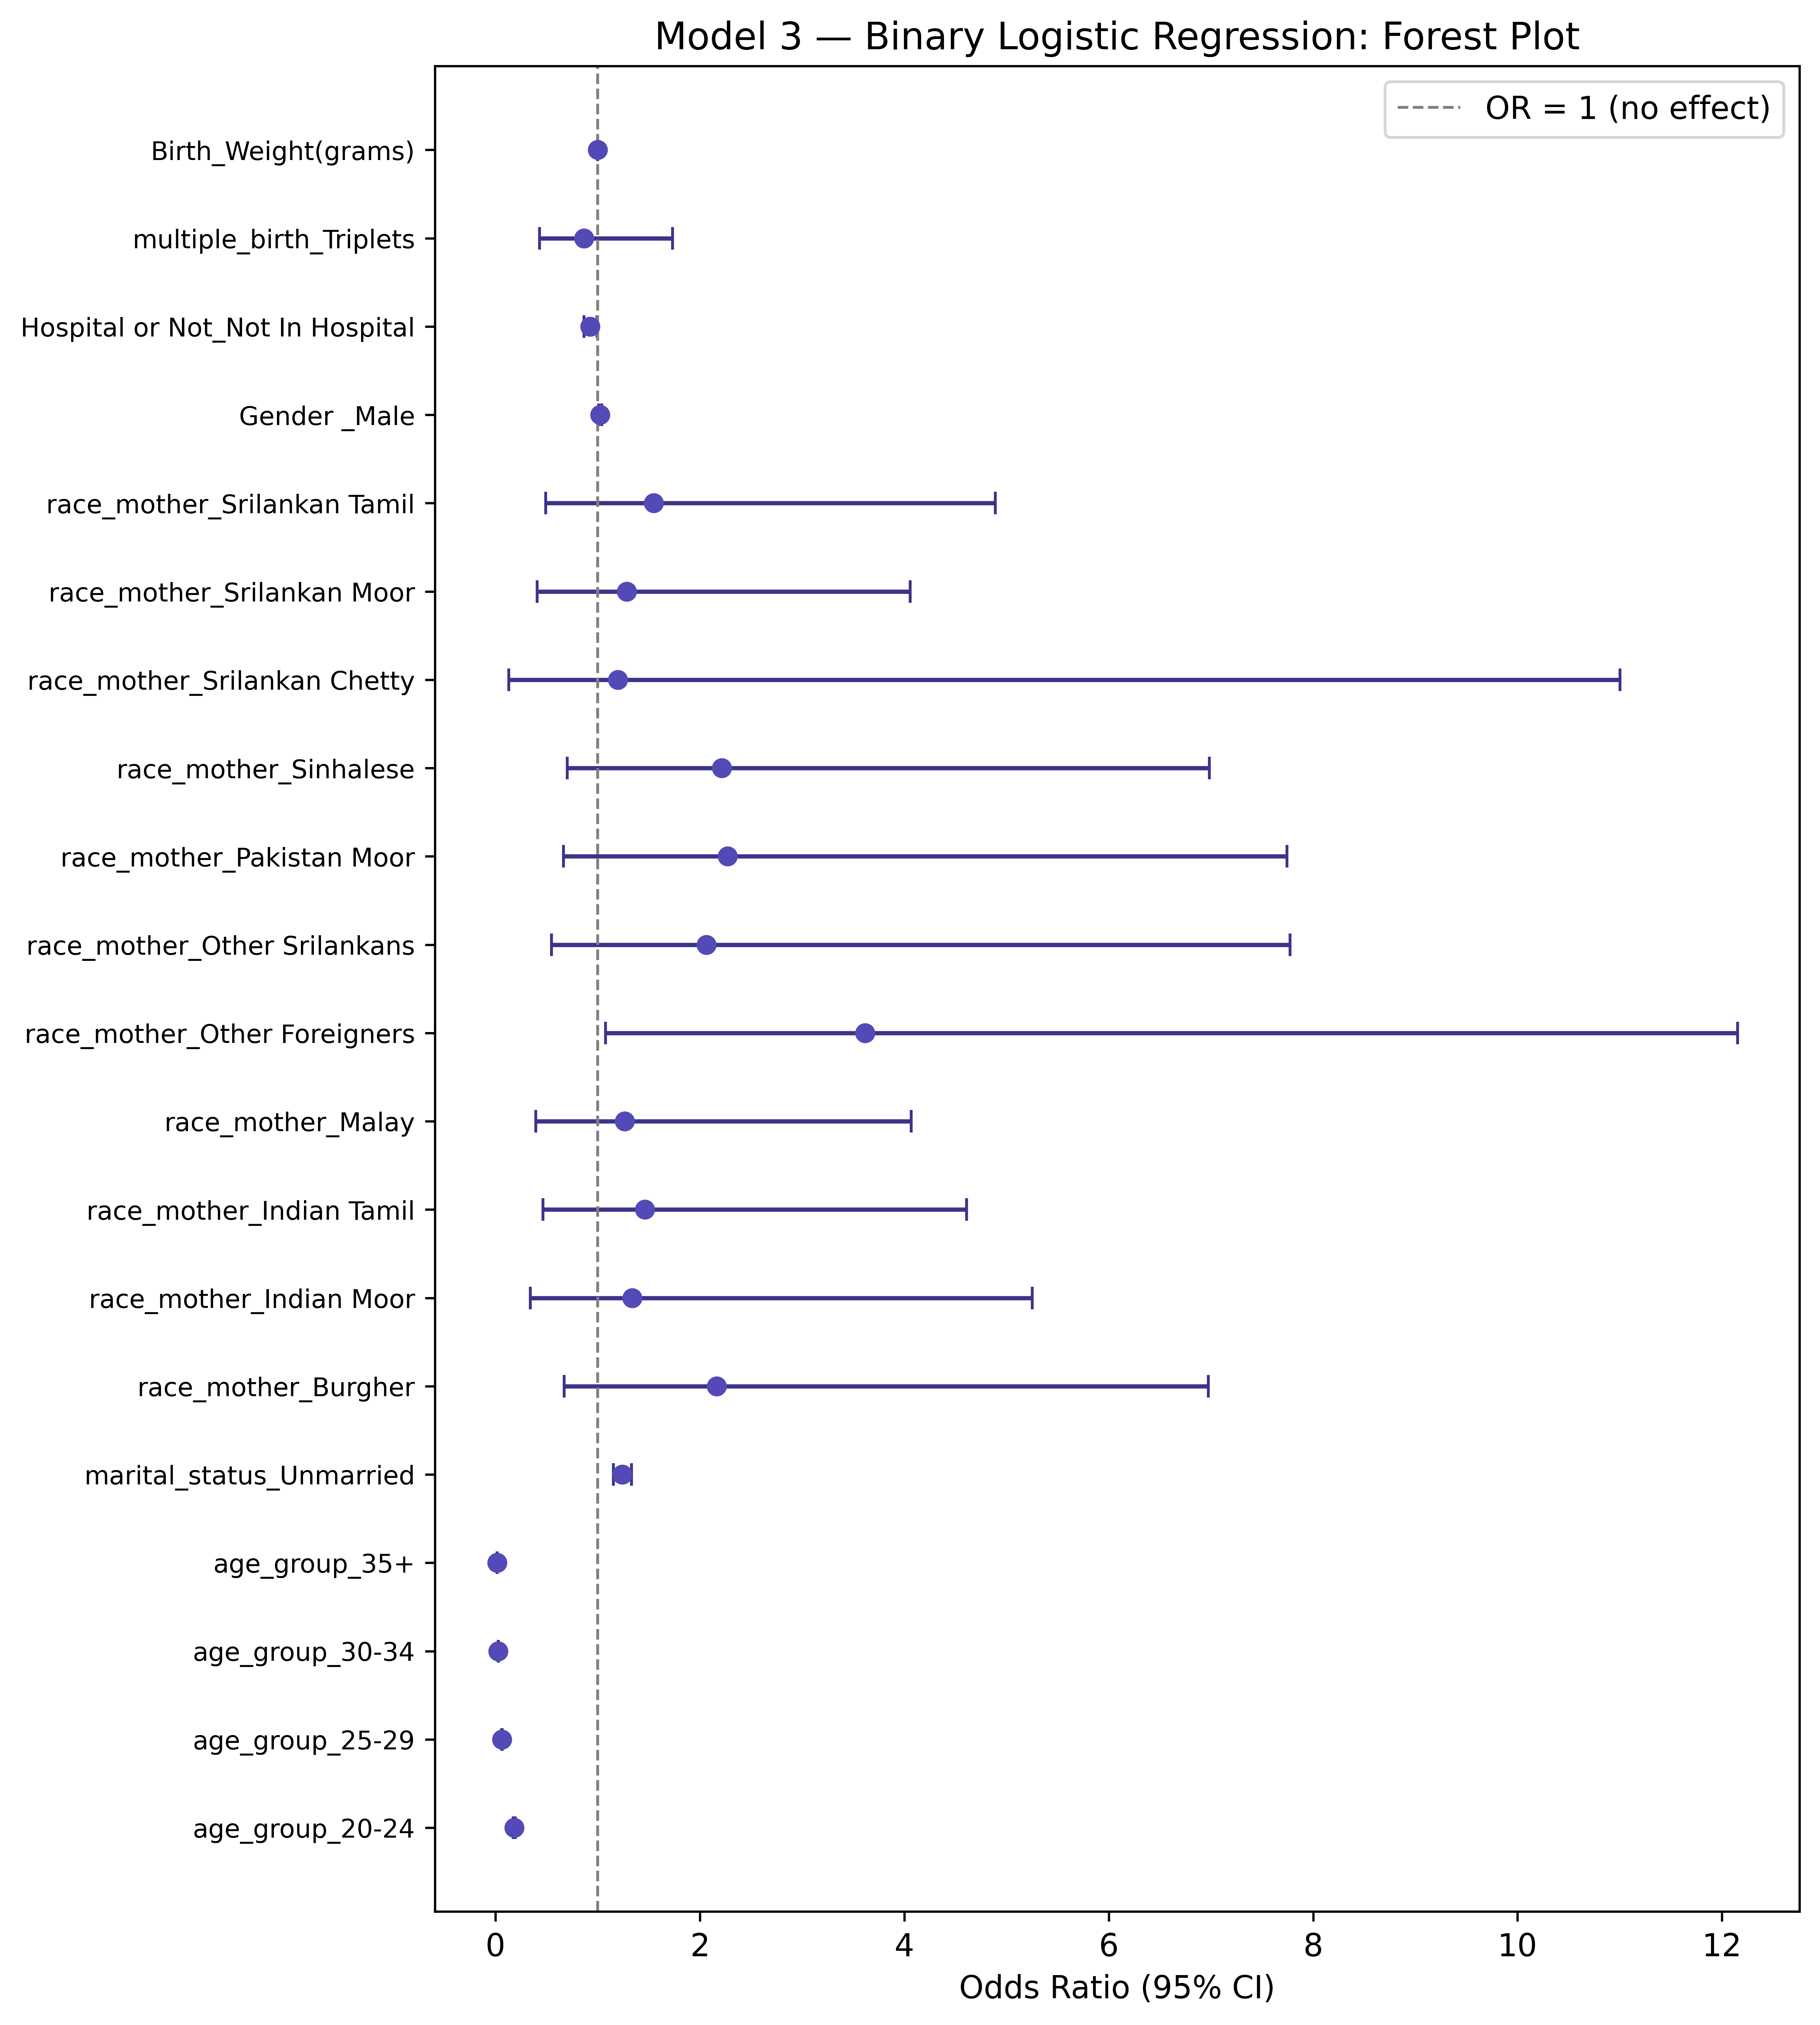 Model 3 — Binary Logistic Regression: Forest Plot
OR = 1 (no effect)
Birth_Weight(grams)
multiple_birth_Triplets
Hospital or Not_Not In Hospital
Gender _Male
race_mother_Srilankan Tamil
race_mother_Srilankan Moor
race_mother_Srilankan Chetty
race_mother_Sinhalese
race_mother_Pakistan Moor
race_mother_Other Srilankans
race_mother_Other Foreigners
race_mother_Malay
race_mother_Indian Tamil
race_mother_Indian Moor
race_mother_Burgher
marital_status_Unmarried
age_group_35+
age_group_30-34
age_group_25-29
age_group_20-24
0 2 4 6 8 10 12
Odds Ratio (95% CI)